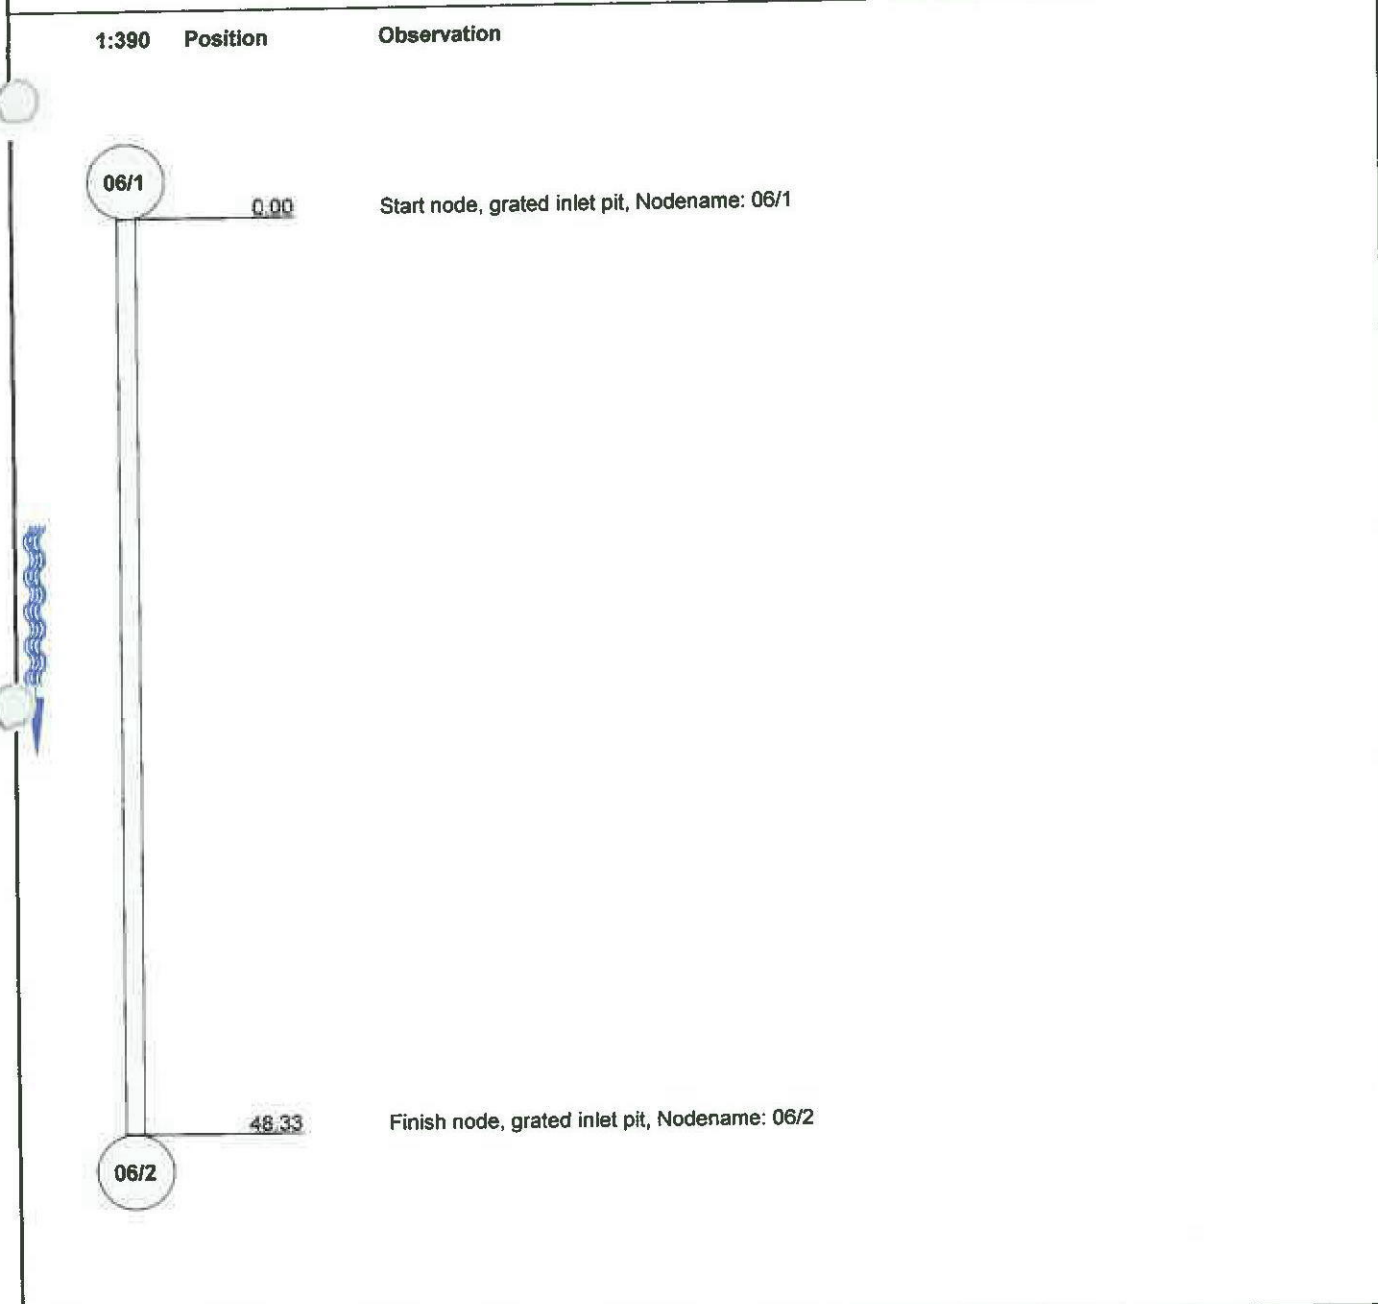 1:390 Position Observation
06/1
0.00 Start node, grated inlet pit, Nodename: 06/1
48.33 Finish node, grated inlet pit, Nodename: 06/2
06/2